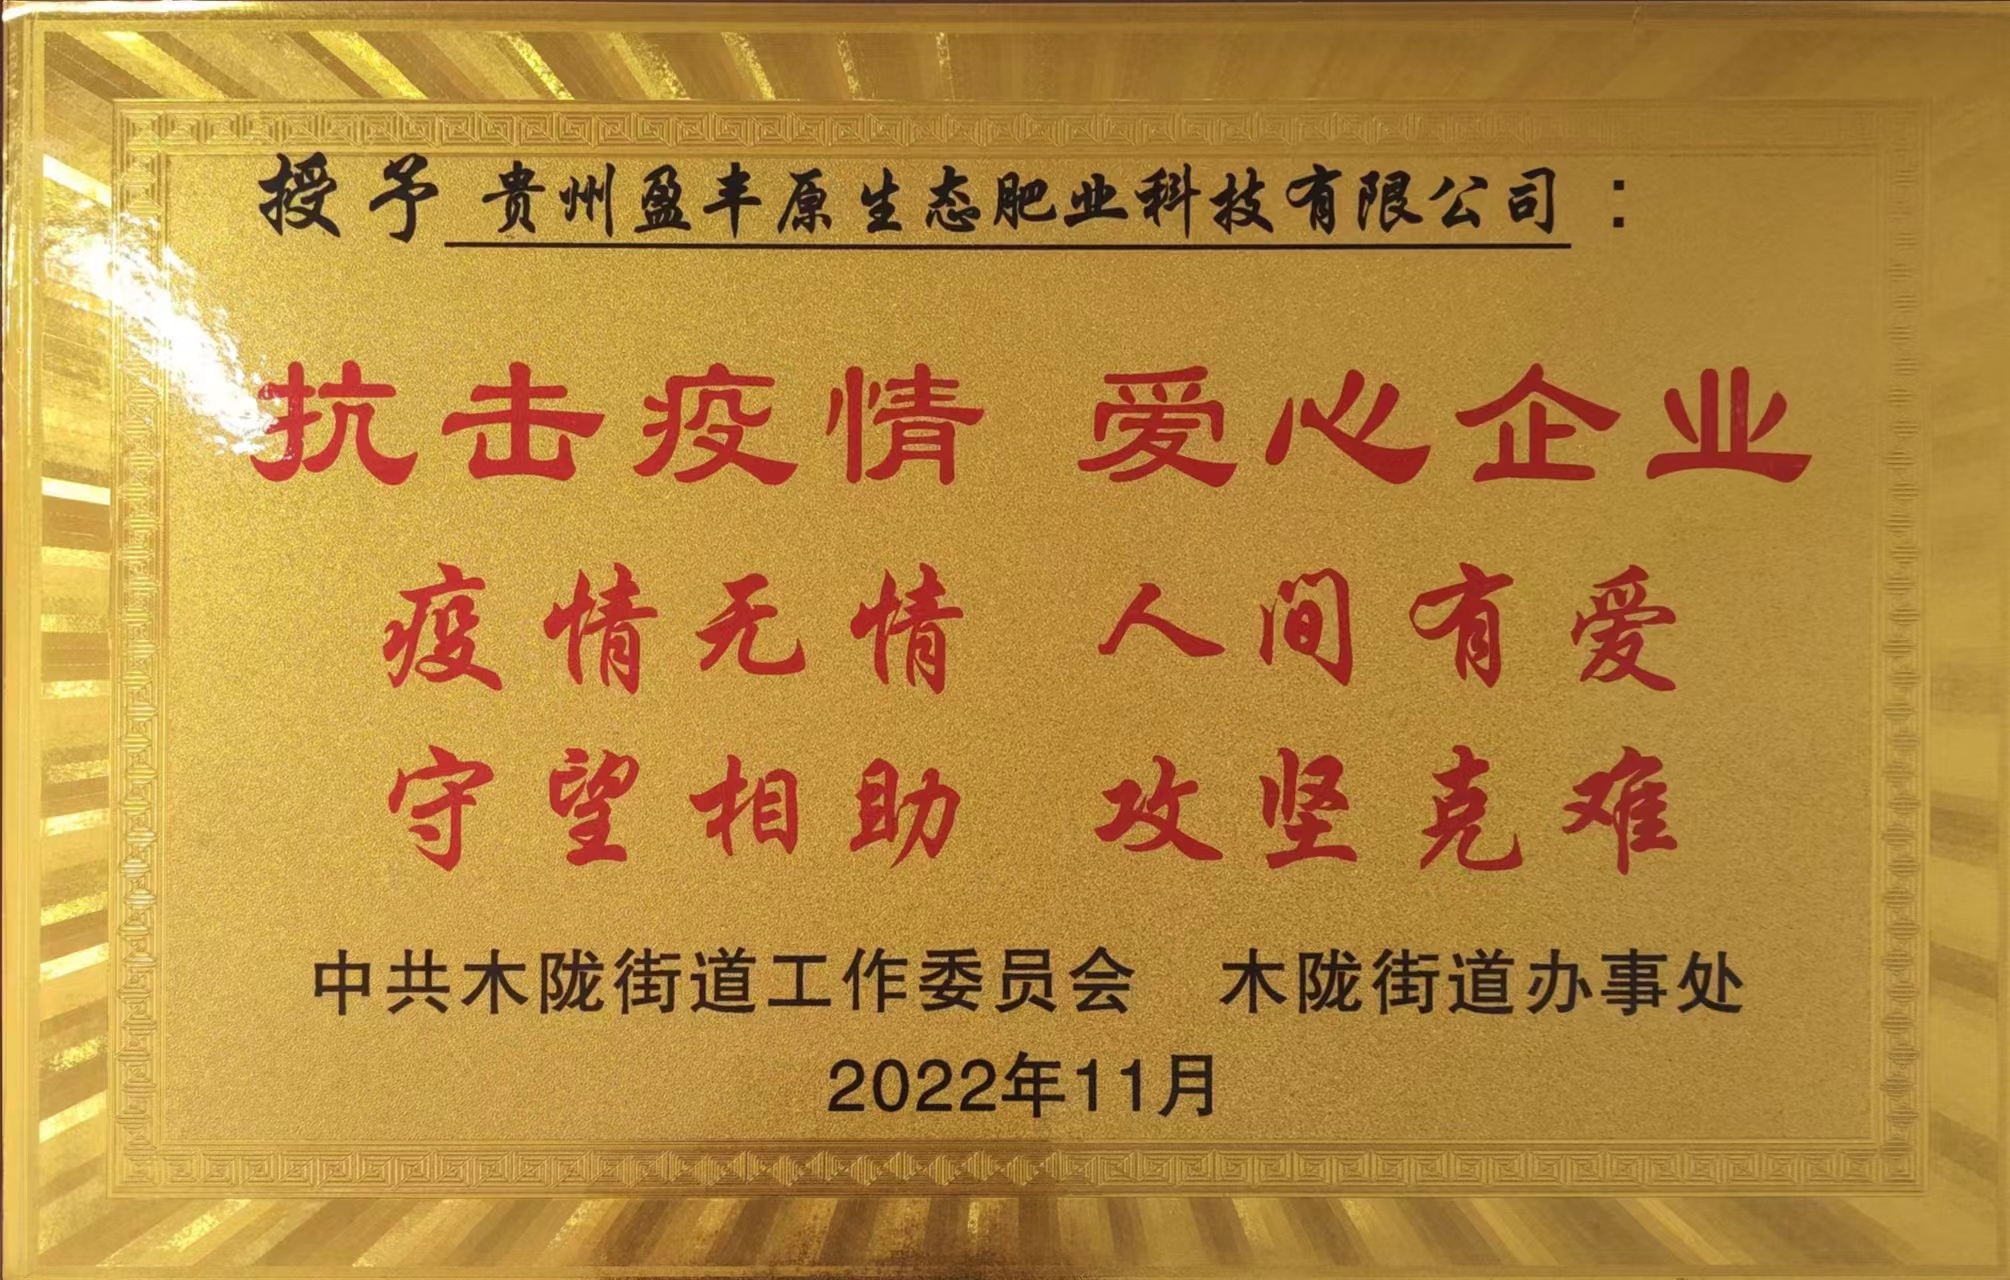 授予 贵州盈丰原生态肥业科技有限公司：
抗击疫情 爱心企业
疫情无情 人间有爱
守望相助 攻坚克难
中共木陇街道工作委员会 木陇街道办事处
2022年11月